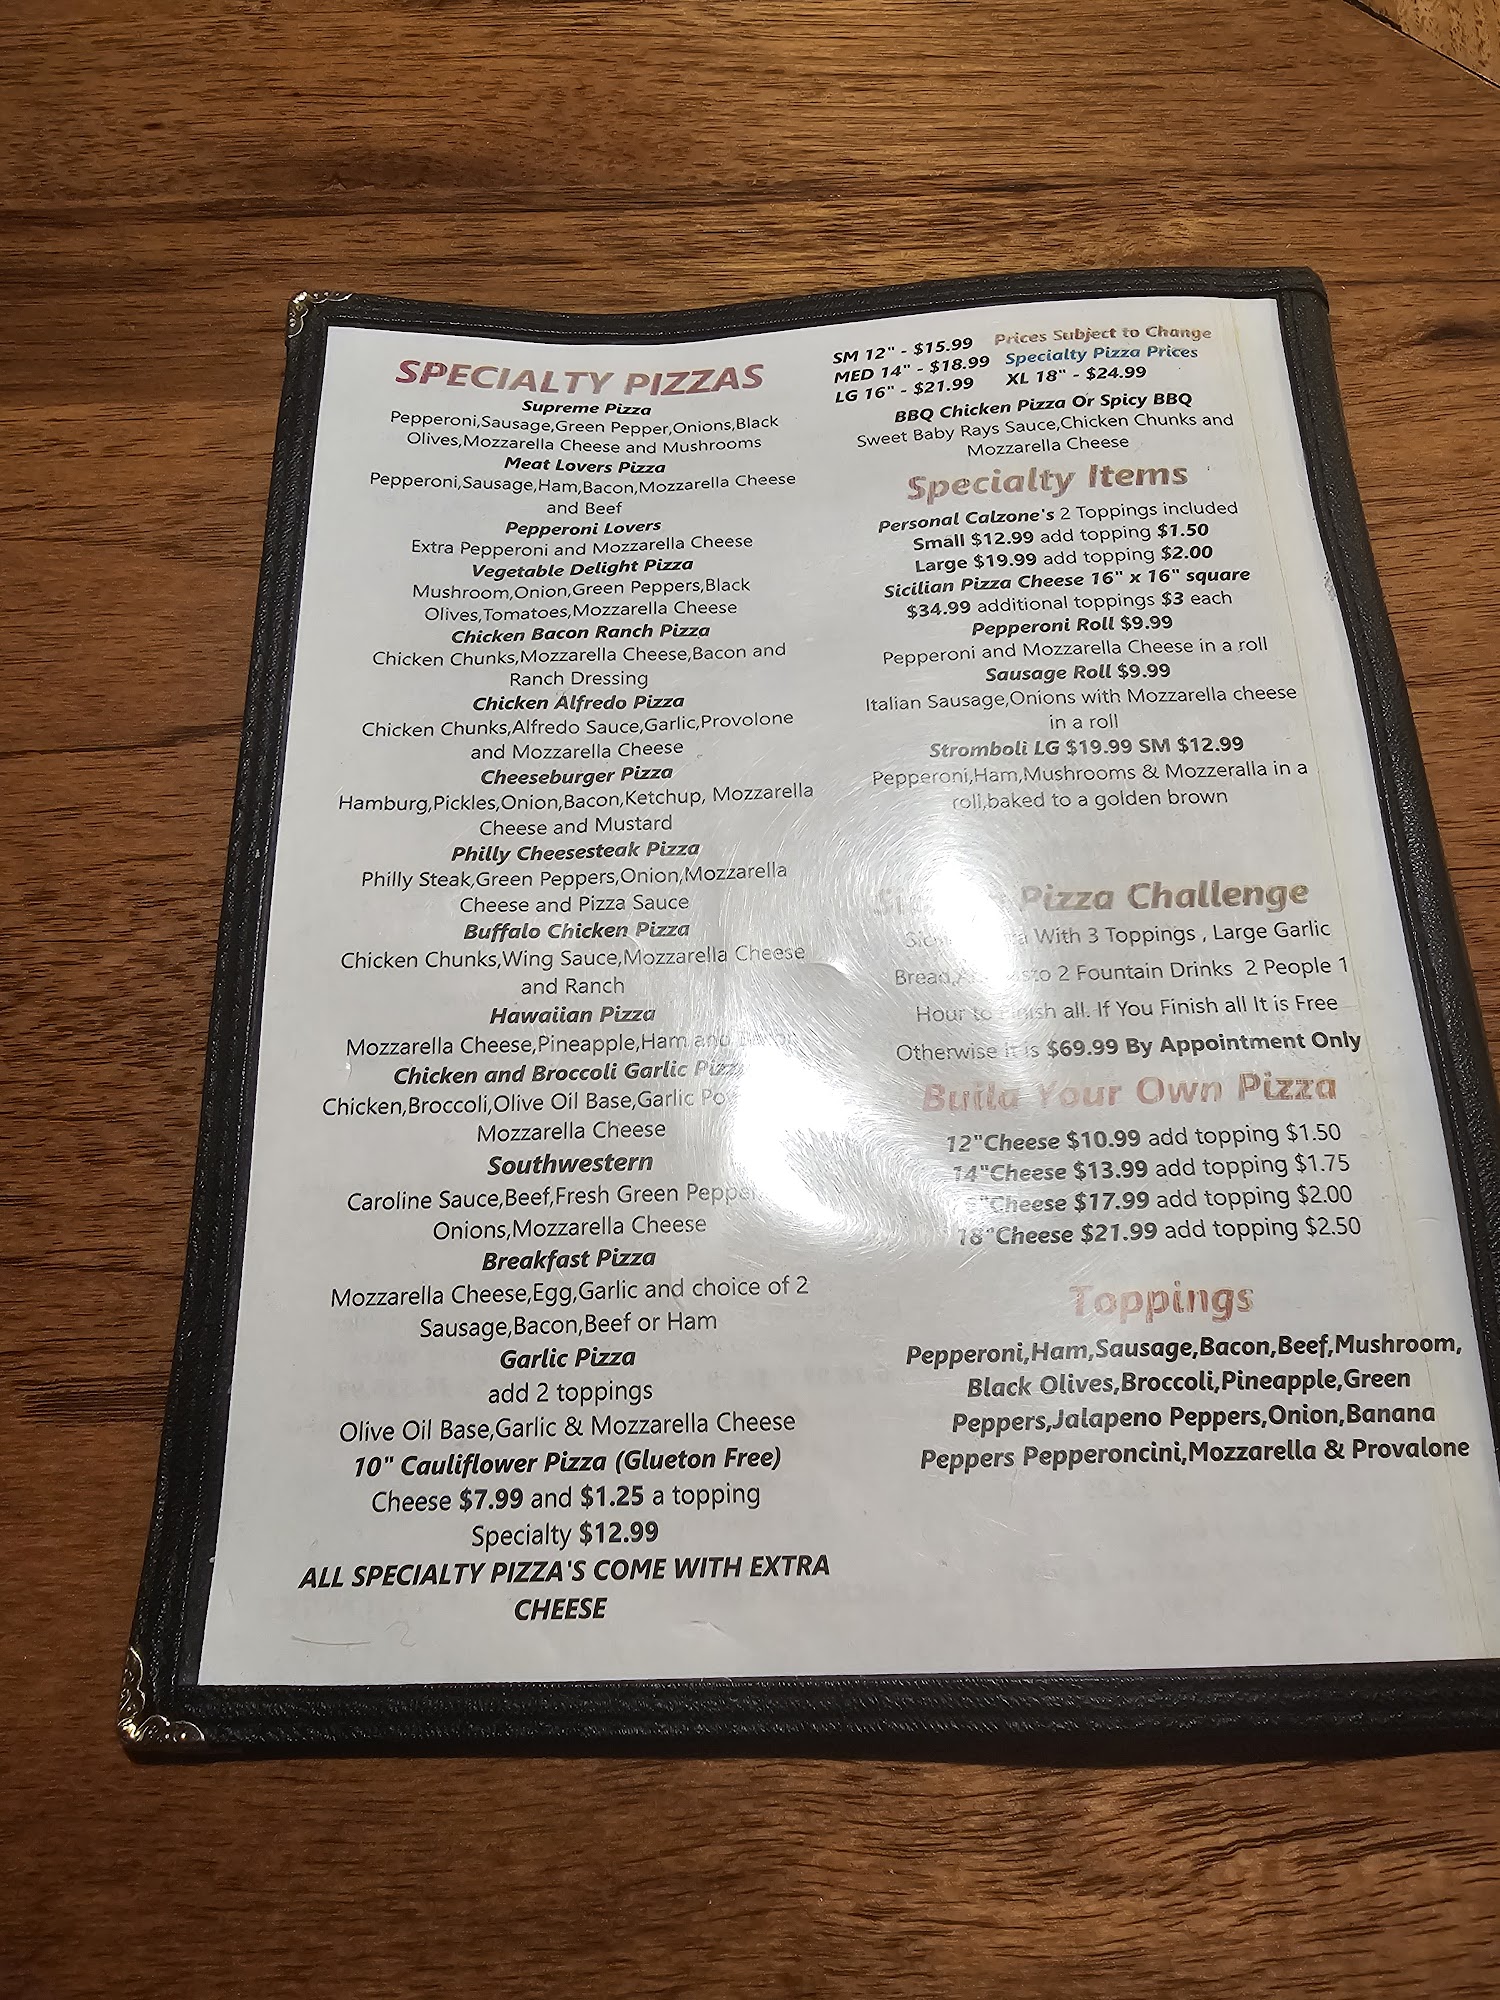 SPECIALTY PIZZAS
Supreme Pizza
Pepperoni,Sausage,Green Pepper,Onions,Black
Olives,Mozzarella Cheese and Mushrooms
Meat Lovers Pizza
Pepperoni,Sausage,Ham,Bacon,Mozzarella Cheese
and Beef
Pepperoni Lovers
Extra Pepperoni and Mozzarella Cheese
Vegetable Delight Pizza
Mushroom,Onion,Green Peppers,Black
Olives,Tomatoes,Mozzarella Cheese
Chicken Bacon Ranch Pizza
Chicken Chunks,Mozzarella Cheese,Bacon and
Ranch Dressing
Chicken Alfredo Pizza
Chicken Chunks,Alfredo Sauce,Garlic,Provolone
and Mozzarella Cheese
Cheeseburger Pizza
Hamburg,Pickles,Onion,Bacon,Ketchup, Mozzarella
Cheese and Mustard
Philly Cheesesteak Pizza
Philly Steak,Green Peppers,Onion,Mozzarella
Cheese and Pizza Sauce
Buffalo Chicken Pizza
Chicken Chunks,Wing Sauce,Mozzarella Cheese
and Ranch
Hawaiian Pizza
Mozzarella Cheese,Pineapple,Ham and Bacon
Chicken and Broccoli Garlic Pizza
Chicken,Broccoli,Olive Oil Base,Garlic
Mozzarella Cheese
Southwestern
Caroline Sauce,Beef,Fresh Green
Onions,Mozzarella Cheese
Breakfast Pizza
Mozzarella Cheese,Egg,Garlic and choice of 2
Sausage,Bacon,Beef or Ham
Garlic Pizza
add 2 toppings
Olive Oil Base,Garlic & Mozzarella Cheese
10" Cauliflower Pizza (Glueton Free)
Cheese $7.99 and $1.25 a topping
Specialty $12.99
ALL SPECIALTY PIZZA'S COME WITH EXTRA
CHEESE
SM 12" - $15.99 Prices Subject to Change
MED 14" - $18.99 Specialty Pizza Prices
LG 16" - $21.99 XL 18" - $24.99
BBQ Chicken Pizza Or Spicy BBQ
Sweet Baby Rays Sauce,Chicken Chunks and
Mozzarella Cheese
Specialty Items
Personal Calzone's 2 Toppings included
Small $12.99 add topping $1.50
Large $19.99 add topping $2.00
Sicilian Pizza Cheese 16" x 16" square
$34.99 additional toppings $3 each
Pepperoni Roll $9.99
Pepperoni and Mozzarella Cheese in a roll
Sausage Roll $9.99
Italian Sausage,Onions with Mozzarella cheese
in a roll
Stromboli LG $19.99 SM $12.99
Pepperoni,Ham,Mushrooms & Mozzeralla in a
roll,baked to a golden brown
Pizza Challenge
With 3 Toppings , Large Garlic
Bread, 2 Fountain Drinks 2 People 1
Hour to finish all. If You Finish all It is Free
Otherwise it is $69.99 By Appointment Only
Build Your Own Pizza
12"Cheese $10.99 add topping $1.50
14"Cheese $13.99 add topping $1.75
Cheese $17.99 add topping $2.00
18"Cheese $21.99 add topping $2.50
Toppings
Pepperoni,Ham,Sausage,Bacon,Beef,Mushroom,
Black Olives,Broccoli,Pineapple,Green
Peppers,Jalapeno Peppers,Onion,Banana
Peppers Pepperoncini,Mozzarella & Provalone